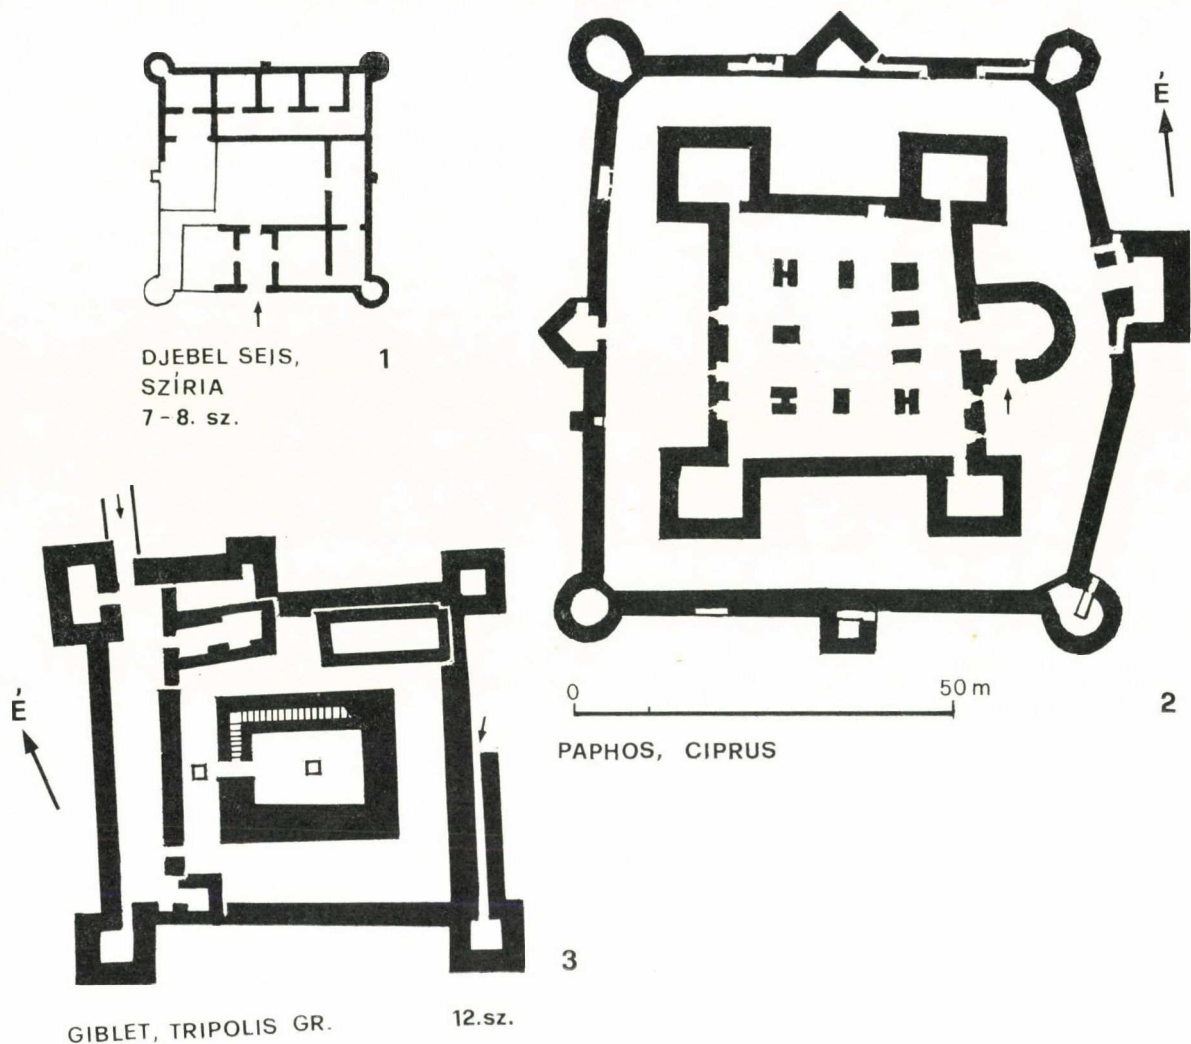 DJEBEL SEIS,
SZÍRIA
7-8. sz.
1
É
0 50 m
2
PAPHOS, CIPRUS
É
3
GIBLET, TRIPOLIS GR. 12. sz.